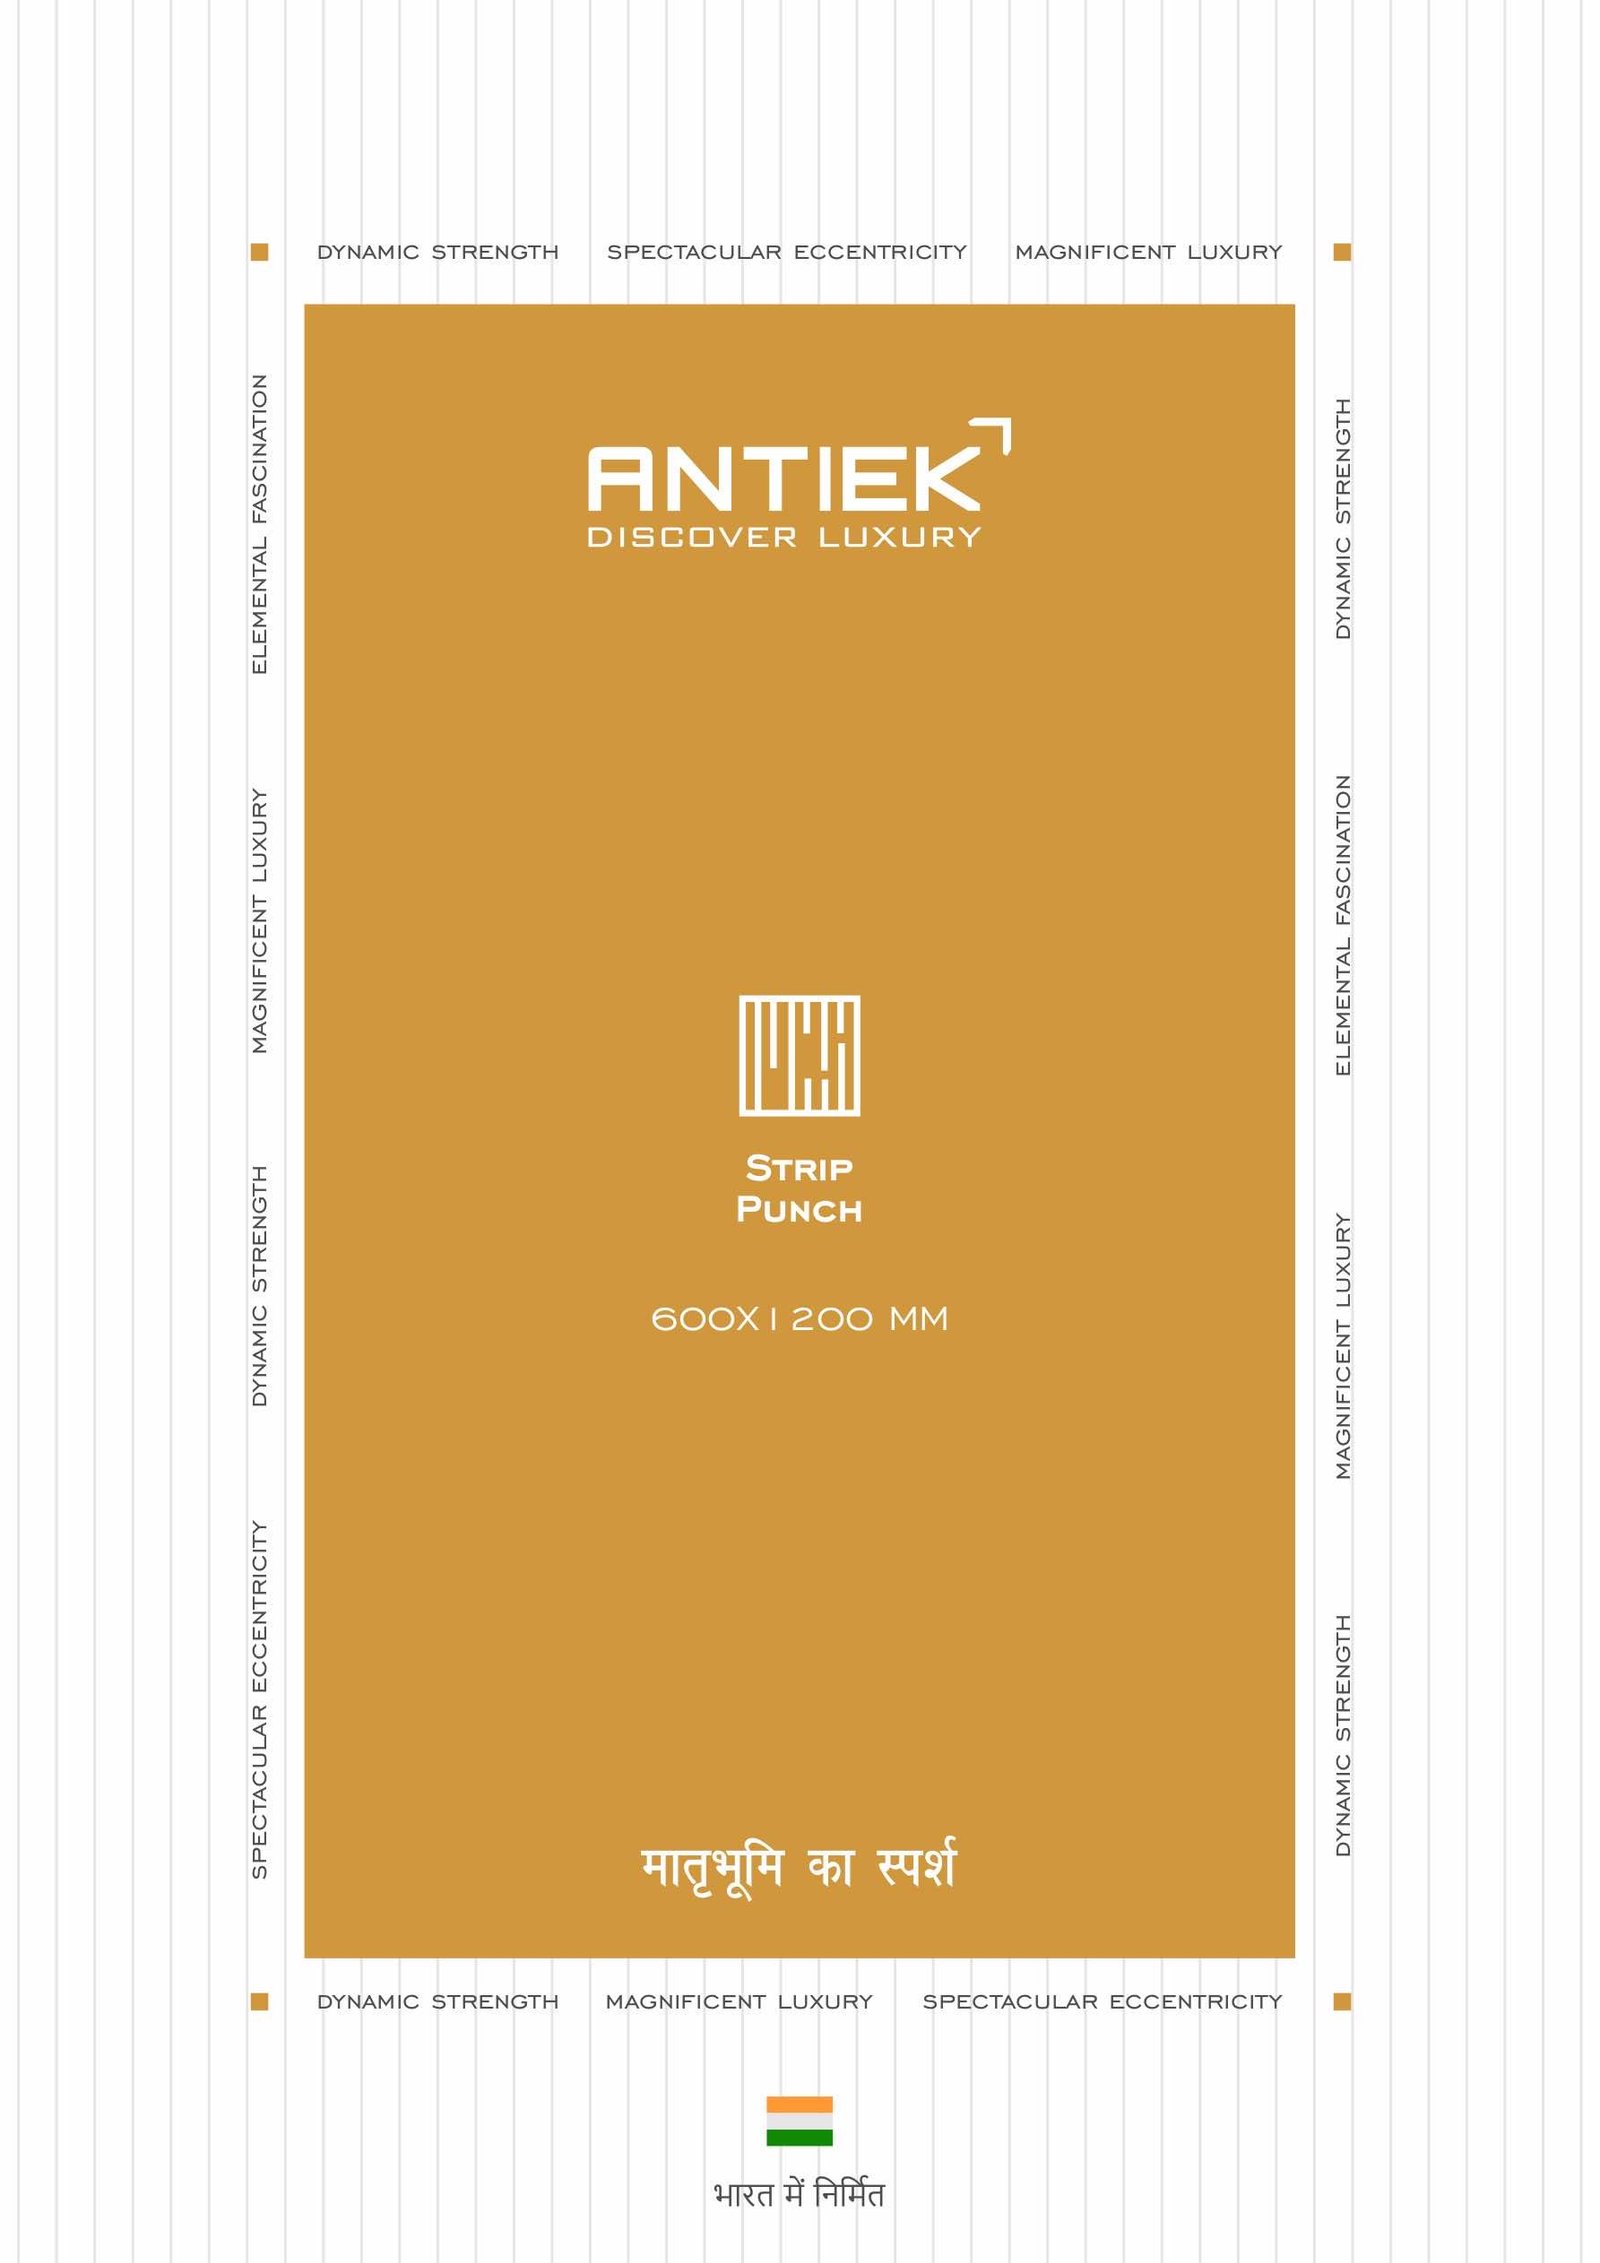 DYNAMIC STRENGTH SPECTACULAR ECCENTRICITY MAGNIFICENT LUXURY
ELEMENTAL FASCINATION
MAGNIFICENT LUXURY
DYNAMIC STRENGTH
SPECTACULAR ECCENTRICITY
ANTIEK
DISCOVER LUXURY
STRIP
PUNCH
600X1200 MM
मातृभूमि का स्पर्श
DYNAMIC STRENGTH
ELEMENTAL FASCINATION
MAGNIFICENT LUXURY
DYNAMIC STRENGTH
DYNAMIC STRENGTH MAGNIFICENT LUXURY SPECTACULAR ECCENTRICITY
भारत में निर्मित